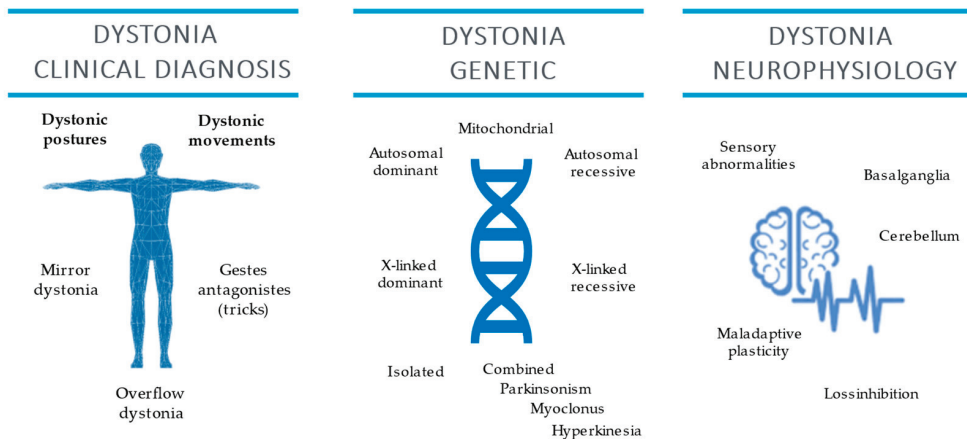 DYSTONIA
CLINICAL DIAGNOSIS
Dystonic
postures
Dystonic
movements
Mirror
dystonia
Gestes
antagonistes
(tricks)
Overflow
dystonia
DYSTONIA
GENETIC
Mitochondrial
Autosomal
dominant
Autosomal
recessive
X-linked
dominant
X-linked
recessive
Isolated
Combined
Parkinsonism
Myoclonus
Hyperkinesia
DYSTONIA
NEUROPHYSIOLOGY
Sensory
abnormalities
Basalganglia
Cerebellum
Maladaptive
plasticity
Lossinhibition